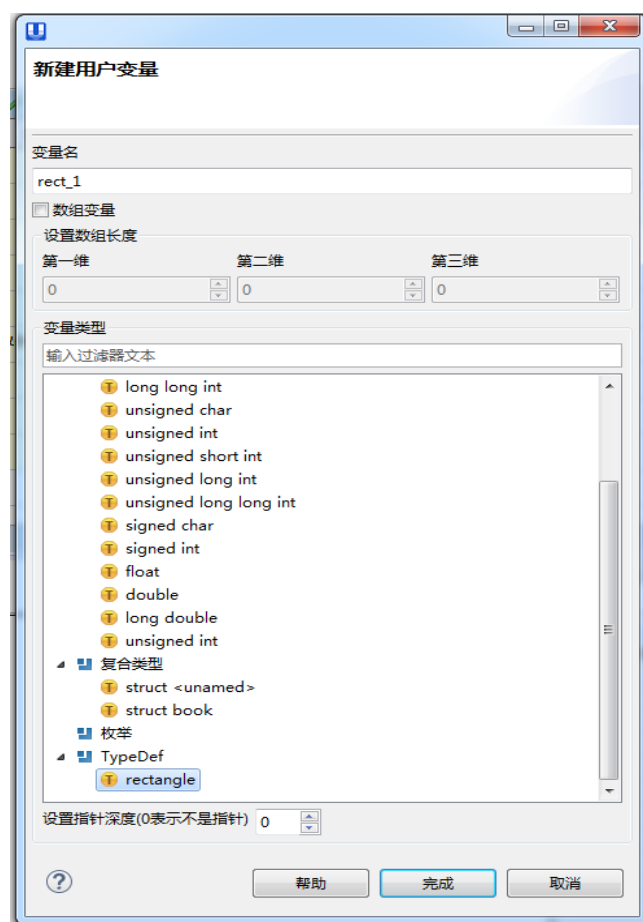 新建用户变量
变量名
rect_1
数组变量
设置数组长度
第一维 第二维 第三维
0 0 0
变量类型
输入过滤器文本
long long int
unsigned char
unsigned int
unsigned short int
unsigned long int
unsigned long long int
signed char
signed int
float
double
long double
unsigned int
复合类型
struct <unamed>
struct book
枚举
TypeDef
rectangle
设置指针深度(0表示不是指针) 0
帮助 完成 取消